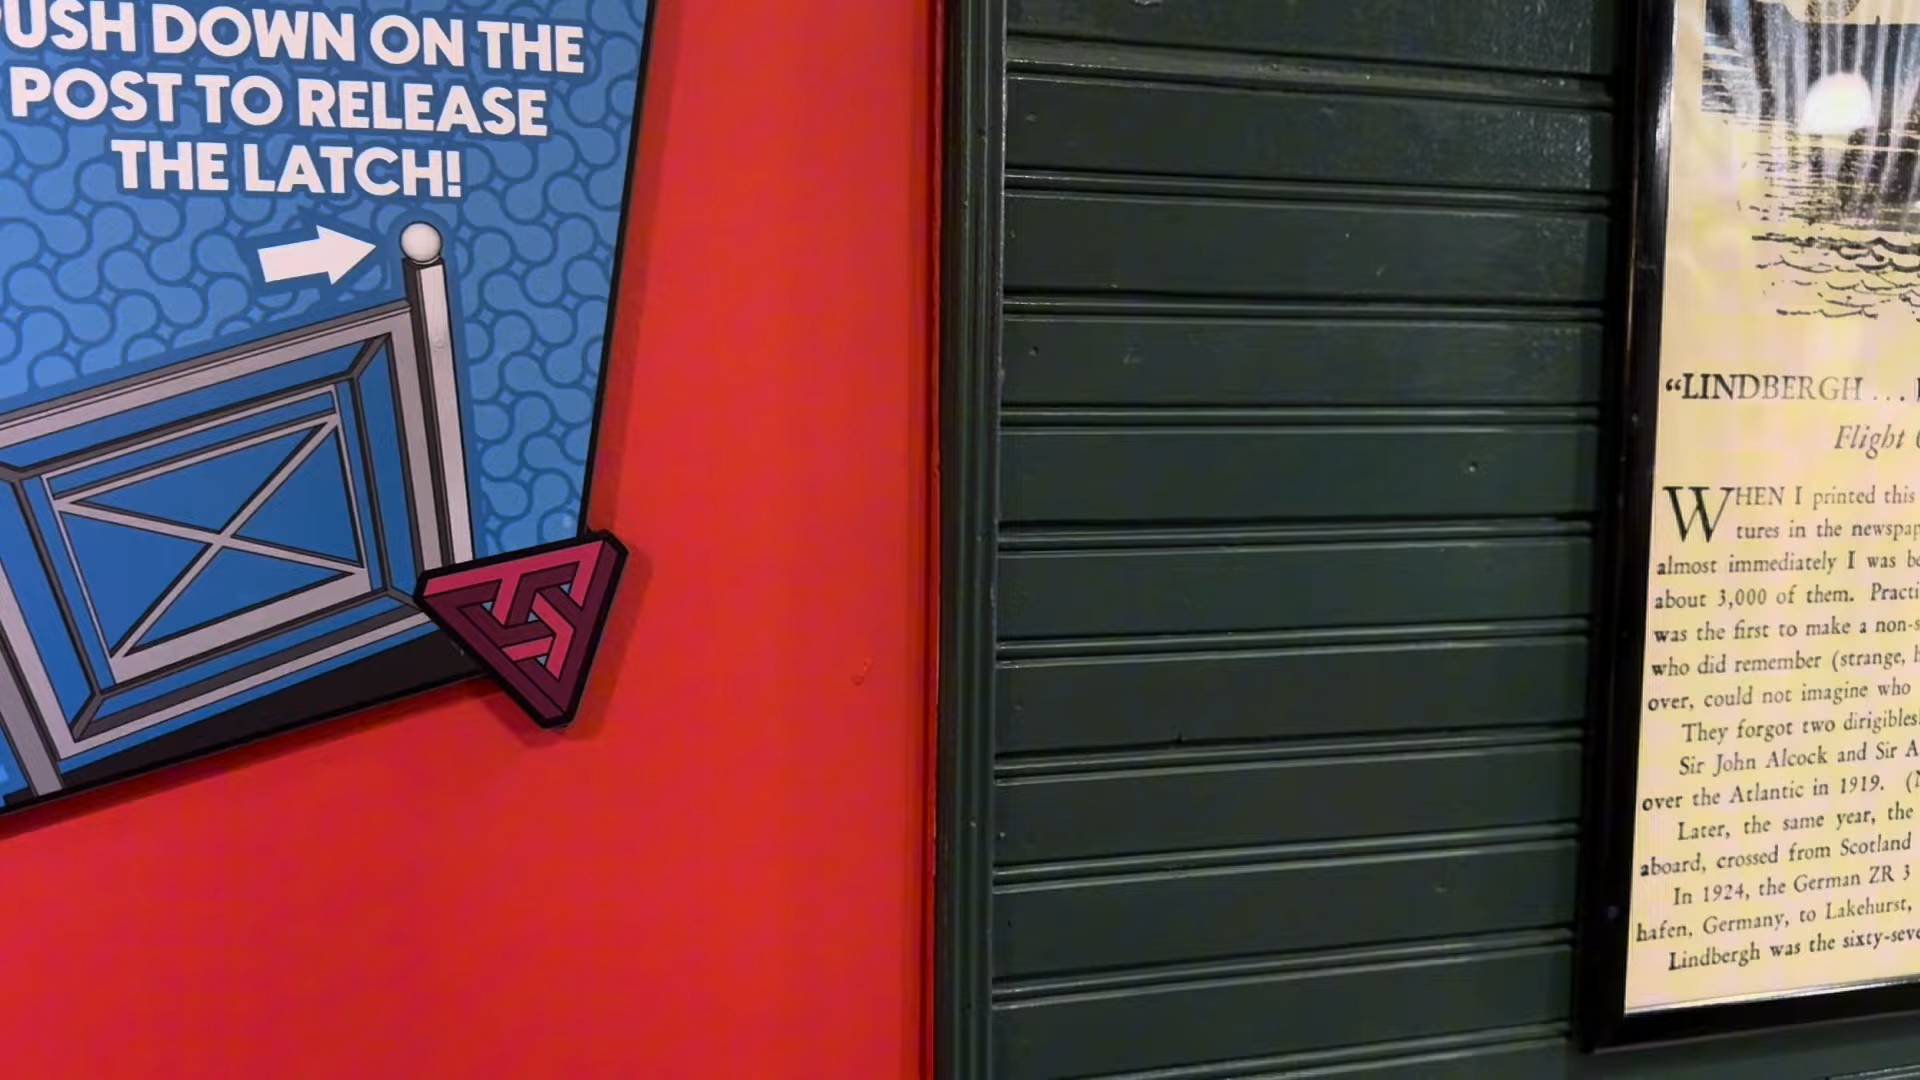 USH DOWN ON THE
POST TO RELEASE
THE LATCH!
“LINDBERGH...
Flight
WHEN I printed this
tures in the newspap
almost immediately I was be
about 3,000 of them. Practi
was the first to make a non-s
who did remember (strange, h
over, could not imagine who
They forgot two dirigibles
Sir John Alcock and Sir A
over the Atlantic in 1919.
Later, the same year, the
aboard, crossed from Scotland
In 1924, the German ZR 3
hafen, Germany, to Lakehurst,
Lindbergh was the sixty-seve